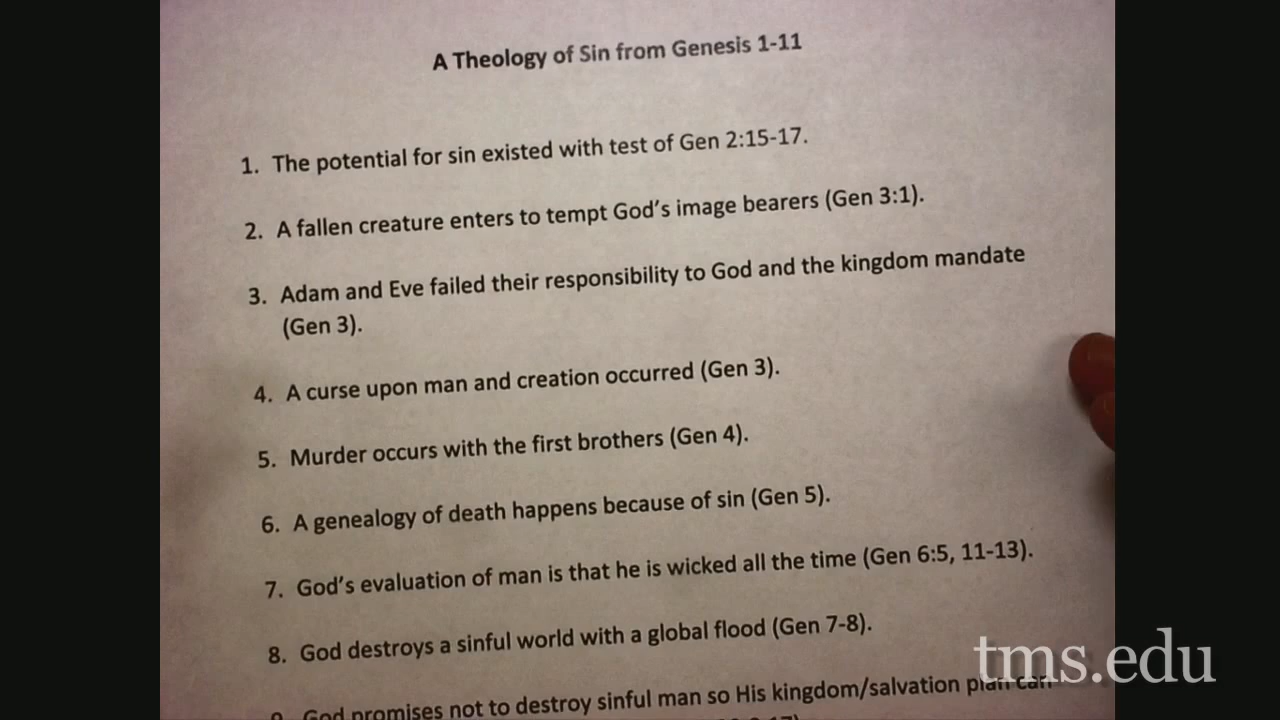 A Theology of Sin from Genesis 1-11
1. The potential for sin existed with test of Gen 2:15-17.
2. A fallen creature enters to tempt God's image bearers (Gen 3:1).
3. Adam and Eve failed their responsibility to God and the kingdom mandate
(Gen 3).
4. A curse upon man and creation occurred (Gen 3).
5. Murder occurs with the first brothers (Gen 4).
6. A genealogy of death happens because of sin (Gen 5).
7. God's evaluation of man is that he is wicked all the time (Gen 6:5, 11-13).
8. God destroys a sinful world with a global flood (Gen 7-8).
tms.edu
9. God promises not to destroy sinful man so His kingdom/salvation plan can